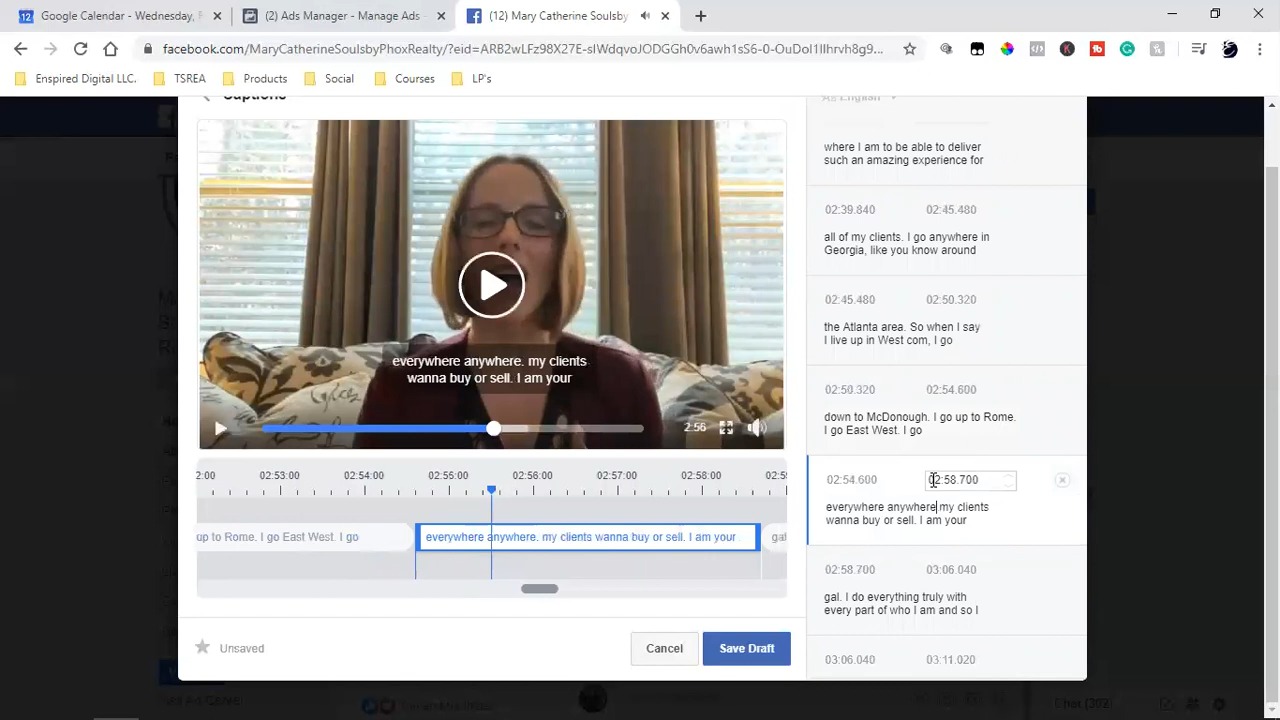 Google Calendar - Wednesday, F
(2) Ads Manager - Manage Ads -
(12) Mary Catherine Soulsby
facebook.com/MaryCatherineSoulsbyPhoxRealty/?eid=
Enspired Digital LLC.
TSREA
Products
Social
Courses
LP's
Captions
English
where I am to be able to deliver
such an amazing experience for
02:39.840 02:45.480
all of my clients. I go anywhere in
Georgia, like you know around
02:45.480 02:50.320
the Atlanta area. So when I say
I live up in West com, I go
02:50.320 02:54.600
down to McDonough. I go up to Rome.
I go East West. I go
02:54.600 02:58.700
everywhere anywhere my clients
wanna buy or sell. I am your
02:58.700 03:06.040
gal. I do everything truly with
every part of who I am and so I
03:06.040 03:11.020
everywhere anywhere. my clients
wanna buy or sell. I am your
2:56
2:00 02:53:00 02:54:00 02:55:00 02:56:00 02:57:00 02:58:00
up to Rome. I go East West. I go
everywhere anywhere. my clients wanna buy or sell. I am your
gal
Unsaved
Cancel
Save Draft